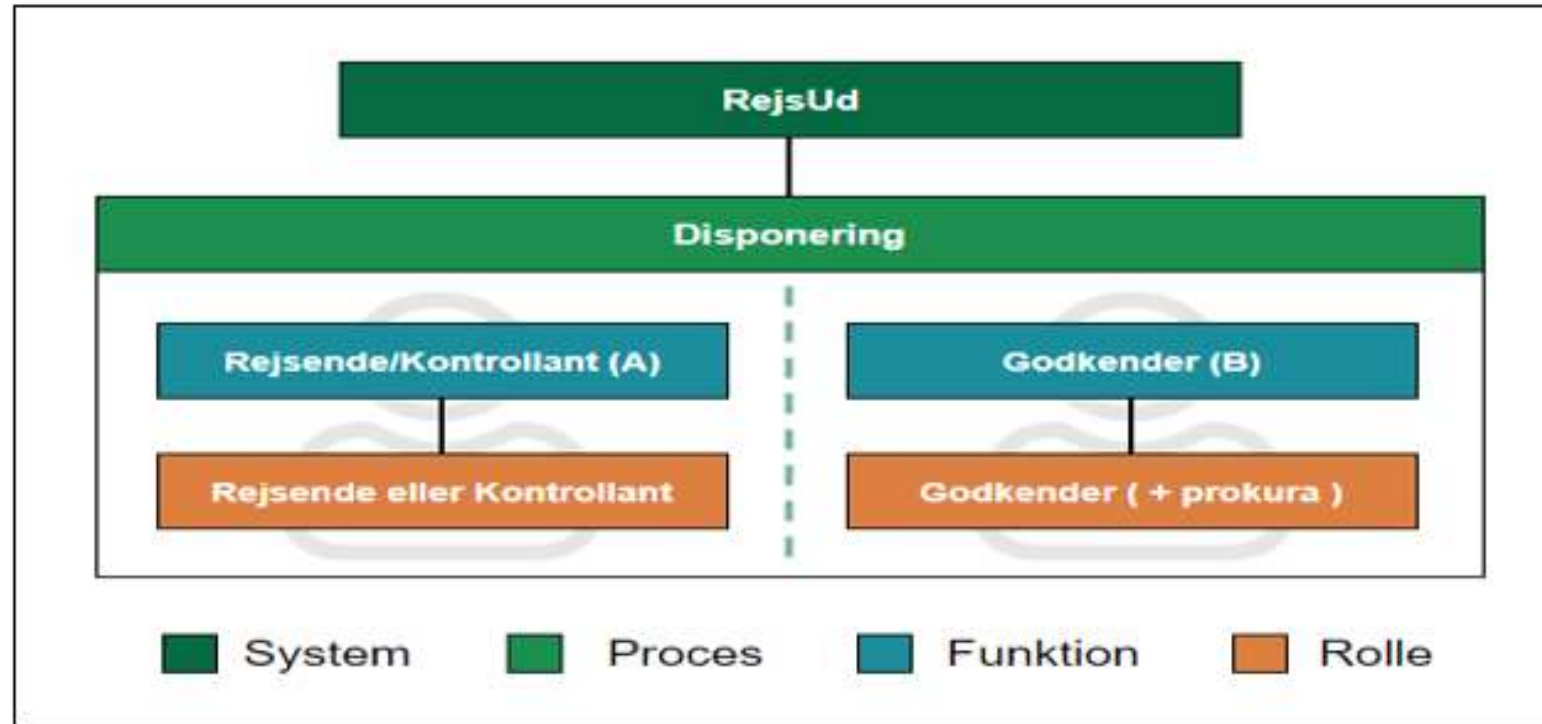 RejsUd
Disponering
Rejsende/Kontrollant (A)
Godkender (B)
Rejsende eller Kontrollant
Godkender ( + prokura )
System
Proces
Funktion
Rolle